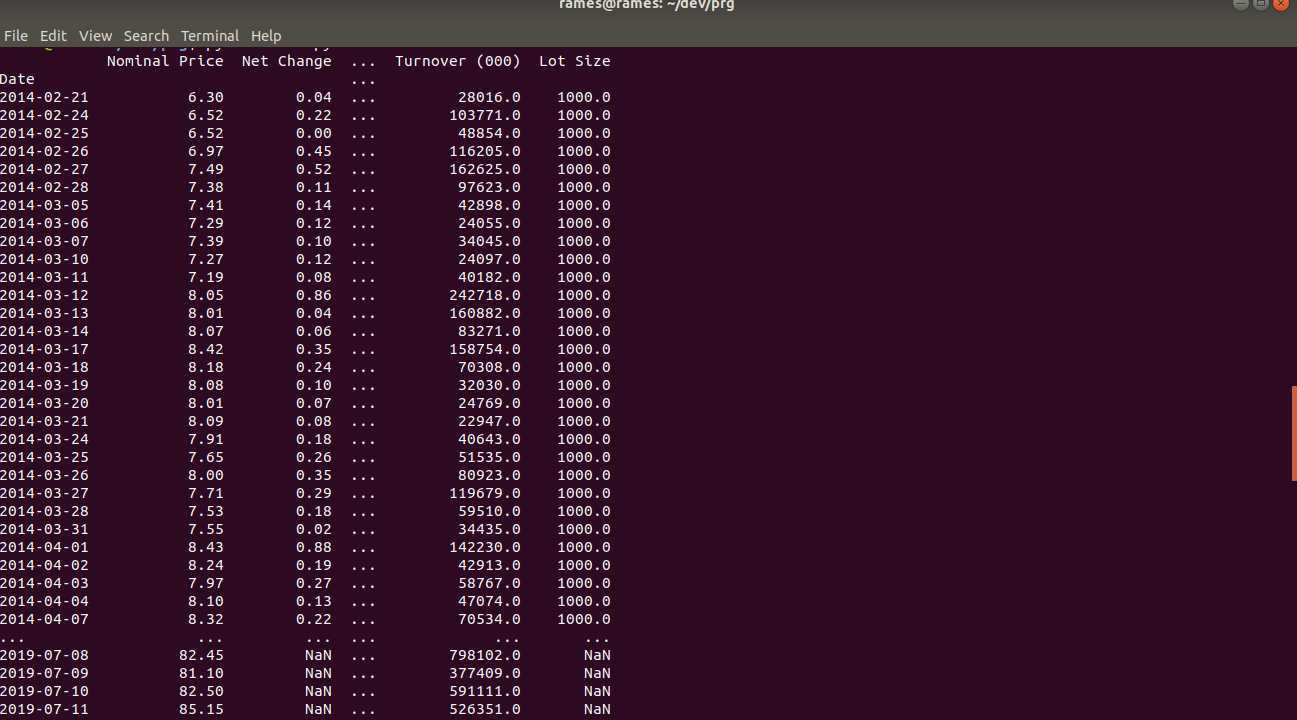 rames@rames: ~/dev/prg
File Edit View Search Terminal Help
Nominal Price Net Change ... Turnover (000) Lot Size
Date ...
2014-02-21 6.30 0.04 ... 28016.0 1000.0
2014-02-24 6.52 0.22 ... 103771.0 1000.0
2014-02-25 6.52 0.00 ... 48854.0 1000.0
2014-02-26 6.97 0.45 ... 116205.0 1000.0
2014-02-27 7.49 0.52 ... 162625.0 1000.0
2014-02-28 7.38 0.11 ... 97623.0 1000.0
2014-03-05 7.41 0.14 ... 42898.0 1000.0
2014-03-06 7.29 0.12 ... 24055.0 1000.0
2014-03-07 7.39 0.10 ... 34045.0 1000.0
2014-03-10 7.27 0.12 ... 24097.0 1000.0
2014-03-11 7.19 0.08 ... 40182.0 1000.0
2014-03-12 8.05 0.86 ... 242718.0 1000.0
2014-03-13 8.01 0.04 ... 160882.0 1000.0
2014-03-14 8.07 0.06 ... 83271.0 1000.0
2014-03-17 8.42 0.35 ... 158754.0 1000.0
2014-03-18 8.18 0.24 ... 70308.0 1000.0
2014-03-19 8.08 0.10 ... 32030.0 1000.0
2014-03-20 8.01 0.07 ... 24769.0 1000.0
2014-03-21 8.09 0.08 ... 22947.0 1000.0
2014-03-24 7.91 0.18 ... 40643.0 1000.0
2014-03-25 7.65 0.26 ... 51535.0 1000.0
2014-03-26 8.00 0.35 ... 80923.0 1000.0
2014-03-27 7.71 0.29 ... 119679.0 1000.0
2014-03-28 7.53 0.18 ... 59510.0 1000.0
2014-03-31 7.55 0.02 ... 34435.0 1000.0
2014-04-01 8.43 0.88 ... 142230.0 1000.0
2014-04-02 8.24 0.19 ... 42913.0 1000.0
2014-04-03 7.97 0.27 ... 58767.0 1000.0
2014-04-04 8.10 0.13 ... 47074.0 1000.0
2014-04-07 8.32 0.22 ... 70534.0 1000.0
... ... ... ... ... ...
2019-07-08 82.45 NaN ... 798102.0 NaN
2019-07-09 81.10 NaN ... 377409.0 NaN
2019-07-10 82.50 NaN ... 591111.0 NaN
2019-07-11 85.15 NaN ... 526351.0 NaN